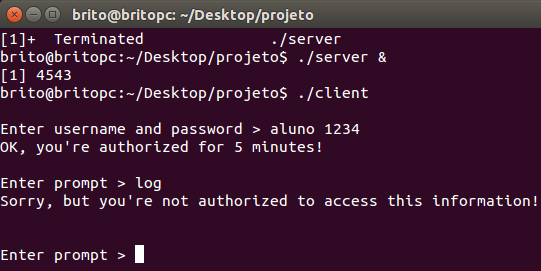 brito@britopc: ~/Desktop/projeto
[1]+  Terminated              ./server
brito@britopc:~/Desktop/projeto$ ./server &
[1] 4543
brito@britopc:~/Desktop/projeto$ ./client
Enter username and password > aluno 1234
OK, you're authorized for 5 minutes!
Enter prompt > log
Sorry, but you're not authorized to access this information!
Enter prompt >